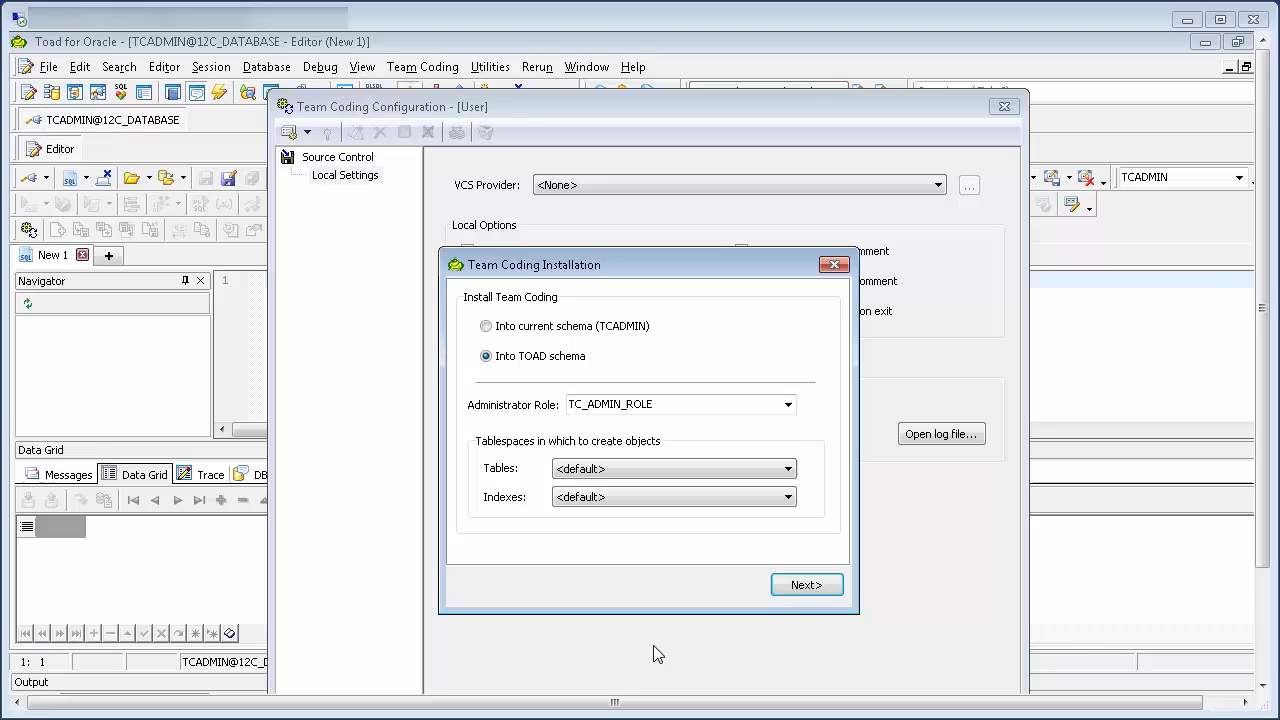 Toad for Oracle - [TCADMIN@12C_DATABASE - Editor (New 1)]
File Edit Search Editor Session Database Debug View Team Coding Utilities Rerun Window Help
Team Coding Configuration - [User]
TCADMIN@12C_DATABASE
Editor
Source Control
Local Settings
VCS Provider: <None> ...
TCADMIN
Local Options
New 1
+
mment
Team Coding Installation
Navigator
1
Install Team Coding
omment
Into current schema (TCADMIN)
on exit
Into TOAD schema
Administrator Role: TC_ADMIN_ROLE
Open log file...
Tablespaces in which to create objects
Data Grid
Tables: <default>
Messages Data Grid Trace DB
Indexes: <default>
Next>
1: 1
TCADMIN@12C_D
Output